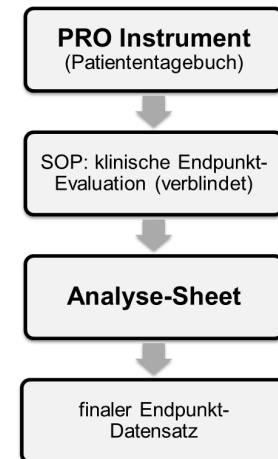 PRO Instrument
(Patiententagebuch)
SOP: klinische Endpunkt-
Evaluation (verblindet)
Analyse-Sheet
finaler Endpunkt-
Datensatz